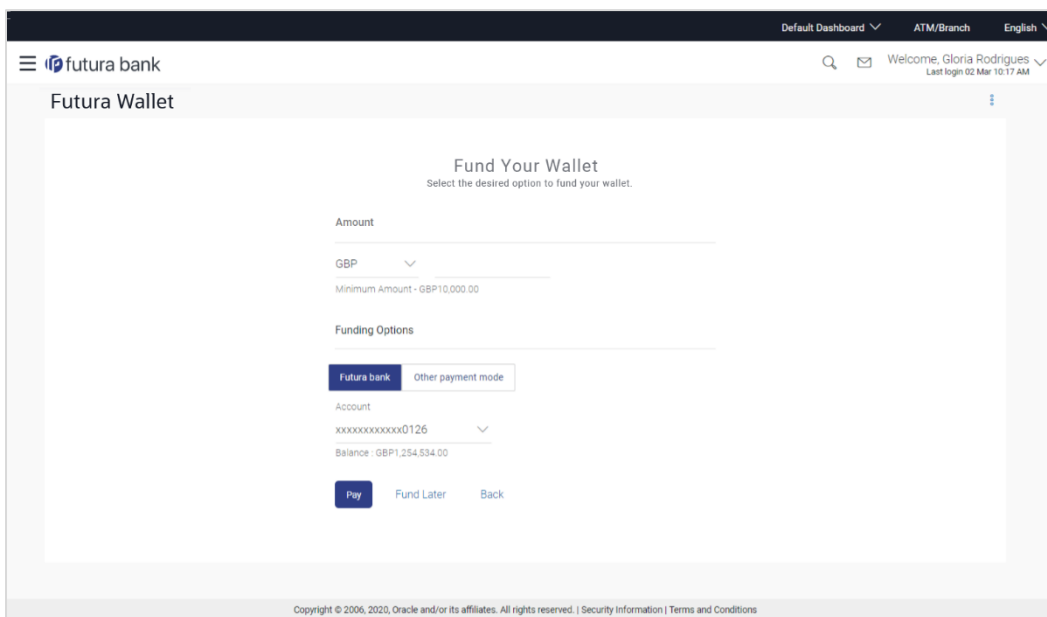 Default Dashboard ATM/Branch English
futura bank Welcome, Gloria Rodrigues
Last login 02 Mar 10:17 AM
Futura Wallet
Fund Your Wallet
Select the desired option to fund your wallet.
Amount
GBP
Minimum Amount - GBP10,000.00
Funding Options
Futura bank Other payment mode
Account
xxxxxxxxxxxx0126
Balance : GBP1,254,534.00
Pay Fund Later Back
Copyright © 2006, 2020, Oracle and/or its affiliates. All rights reserved. | Security Information | Terms and Conditions